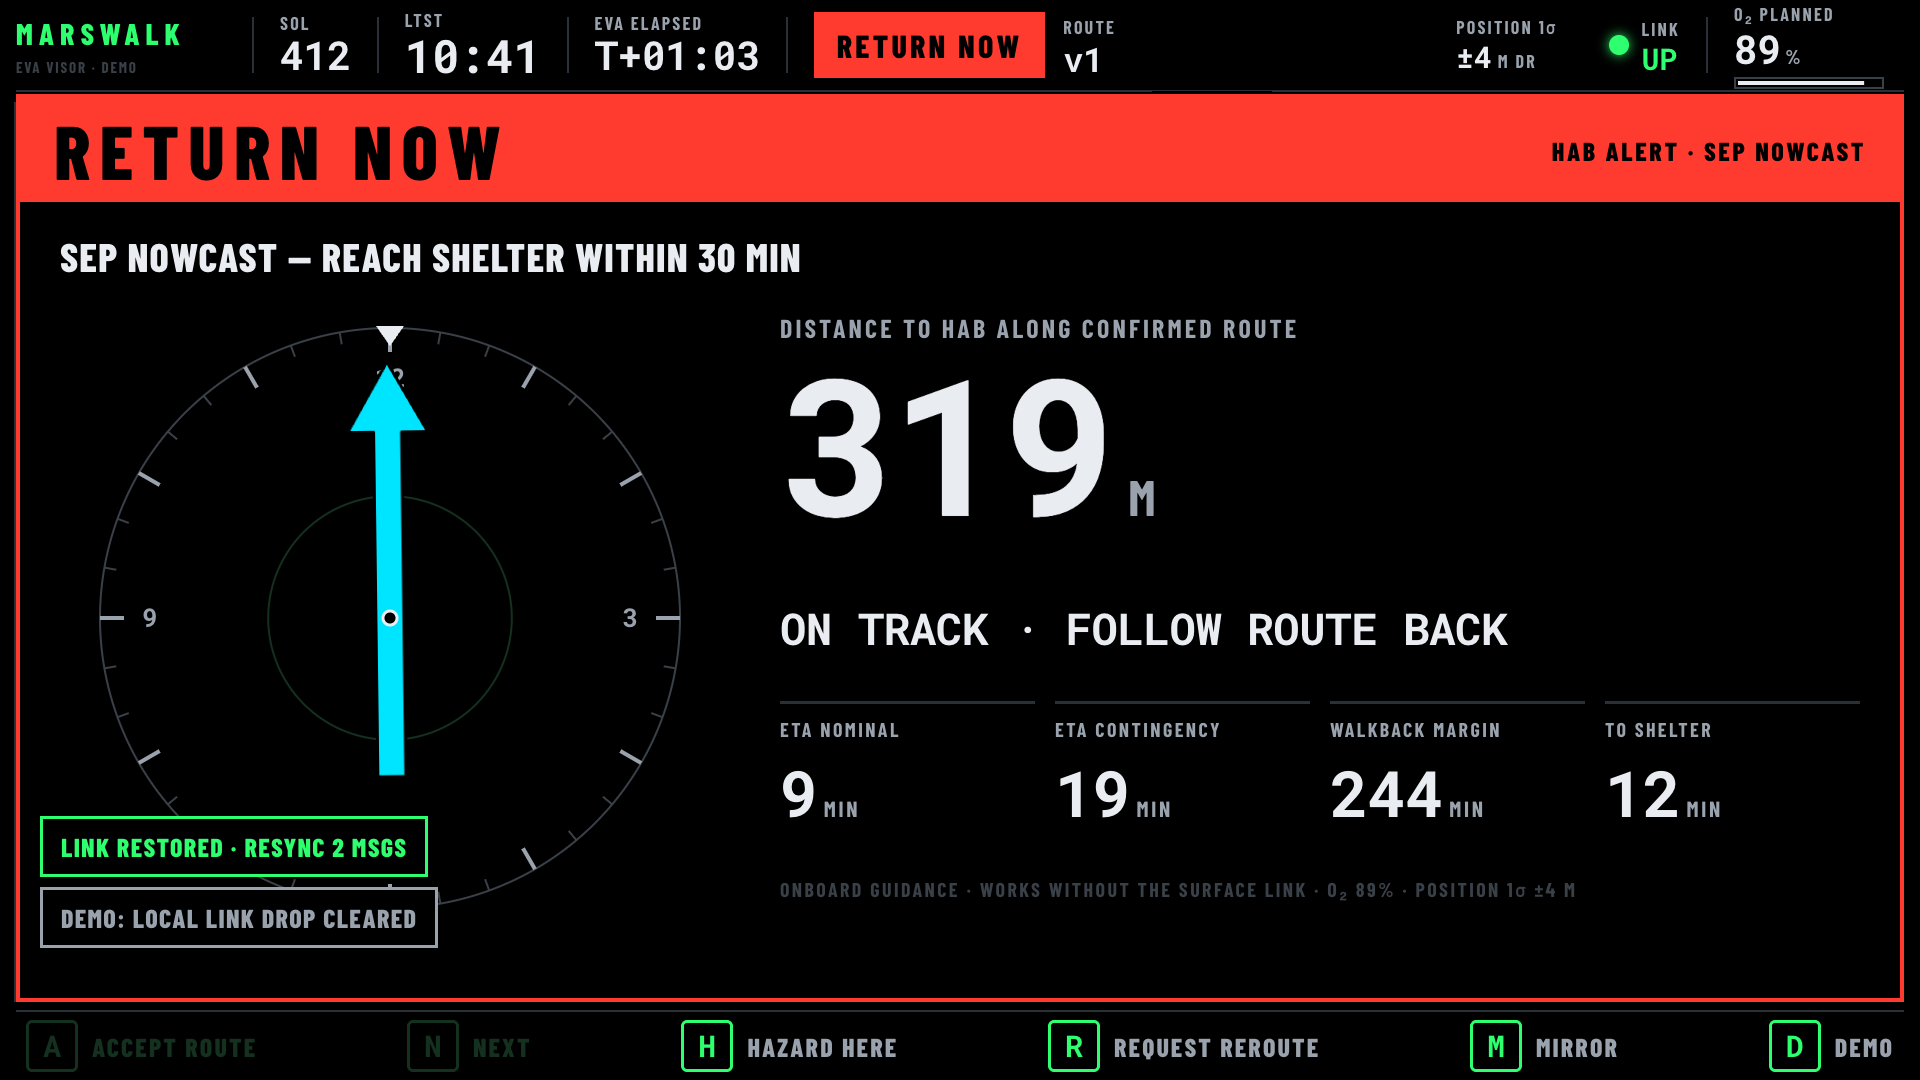 MARSWALK
EVA VISOR · DEMO
SOL
412
LTST
10:41
EVA ELAPSED
T+01:03
RETURN NOW
ROUTE
v1
POSITION 1σ
±4 M DR
LINK
UP
O₂ PLANNED
89 %
RETURN NOW
HAB ALERT · SEP NOWCAST
SEP NOWCAST — REACH SHELTER WITHIN 30 MIN
9
3
DISTANCE TO HAB ALONG CONFIRMED ROUTE
319 M
ON TRACK · FOLLOW ROUTE BACK
ETA NOMINAL
9 MIN
ETA CONTINGENCY
19 MIN
WALKBACK MARGIN
244 MIN
TO SHELTER
12 MIN
LINK RESTORED · RESYNC 2 MSGS
DEMO: LOCAL LINK DROP CLEARED
ONBOARD GUIDANCE · WORKS WITHOUT THE SURFACE LINK · O₂ 89% · POSITION 1σ ±4 M
A ACCEPT ROUTE
N NEXT
H HAZARD HERE
R REQUEST REROUTE
M MIRROR
D DEMO